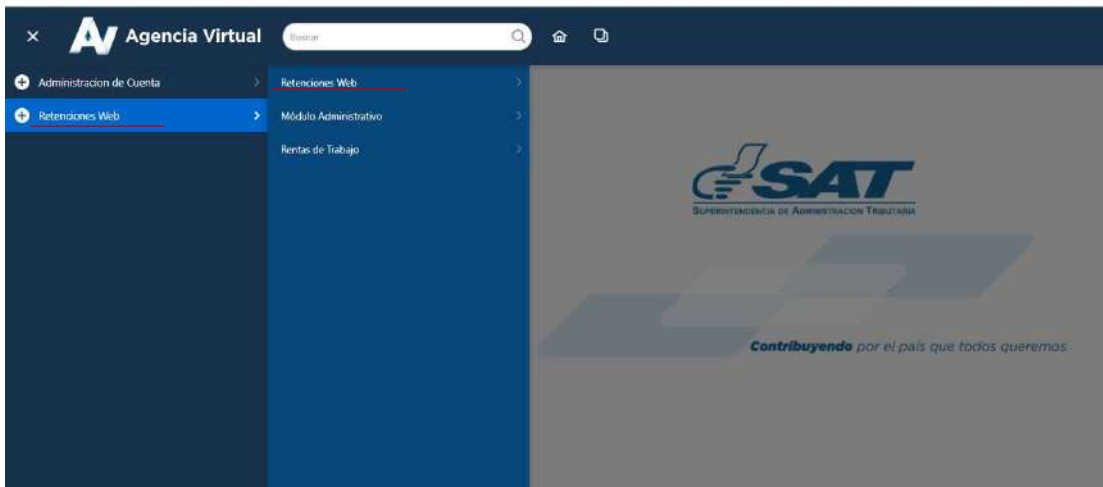 Agencia Virtual
Buscar
Administracion de Cuenta
Retenciones Web
Retenciones Web
Módulo Administrativo
Rentas de Trabajo
SAT
SUPERINTENDENCIA DE ADMINISTRACIÓN TRIBUTARIA
Contribuyendo por el país que todos queremos